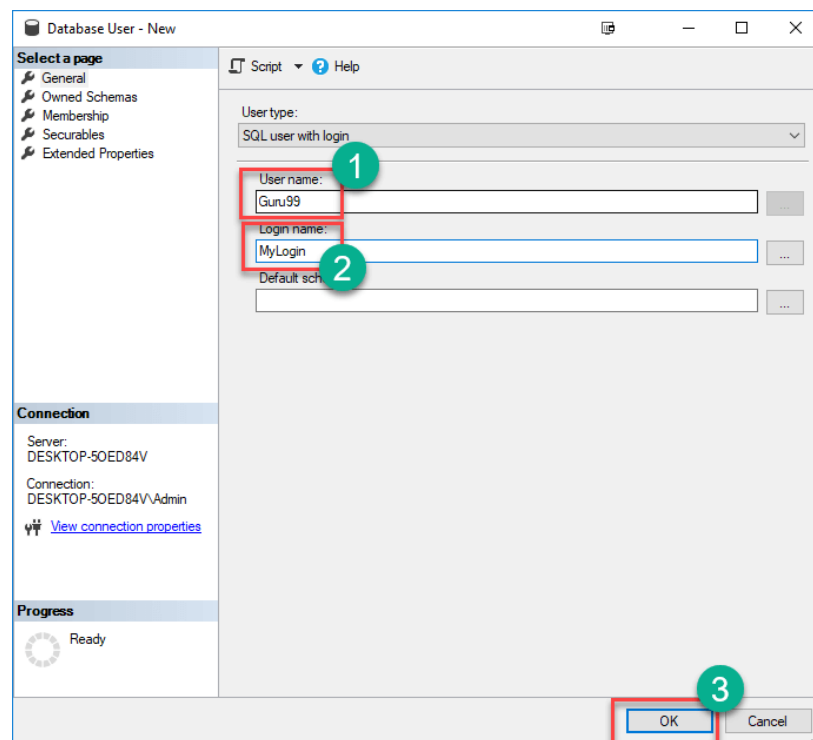 Database User - New
Select a page
General
Owned Schemas
Membership
Securables
Extended Properties
Script
Help
User type:
SQL user with login
1
User name:
Guru99
...
Login name:
MyLogin
...
2
Default sch
...
Connection
Server:
DESKTOP-5OED84V
Connection:
DESKTOP-5OED84V\Admin
View connection properties
Progress
Ready
3
OK
Cancel